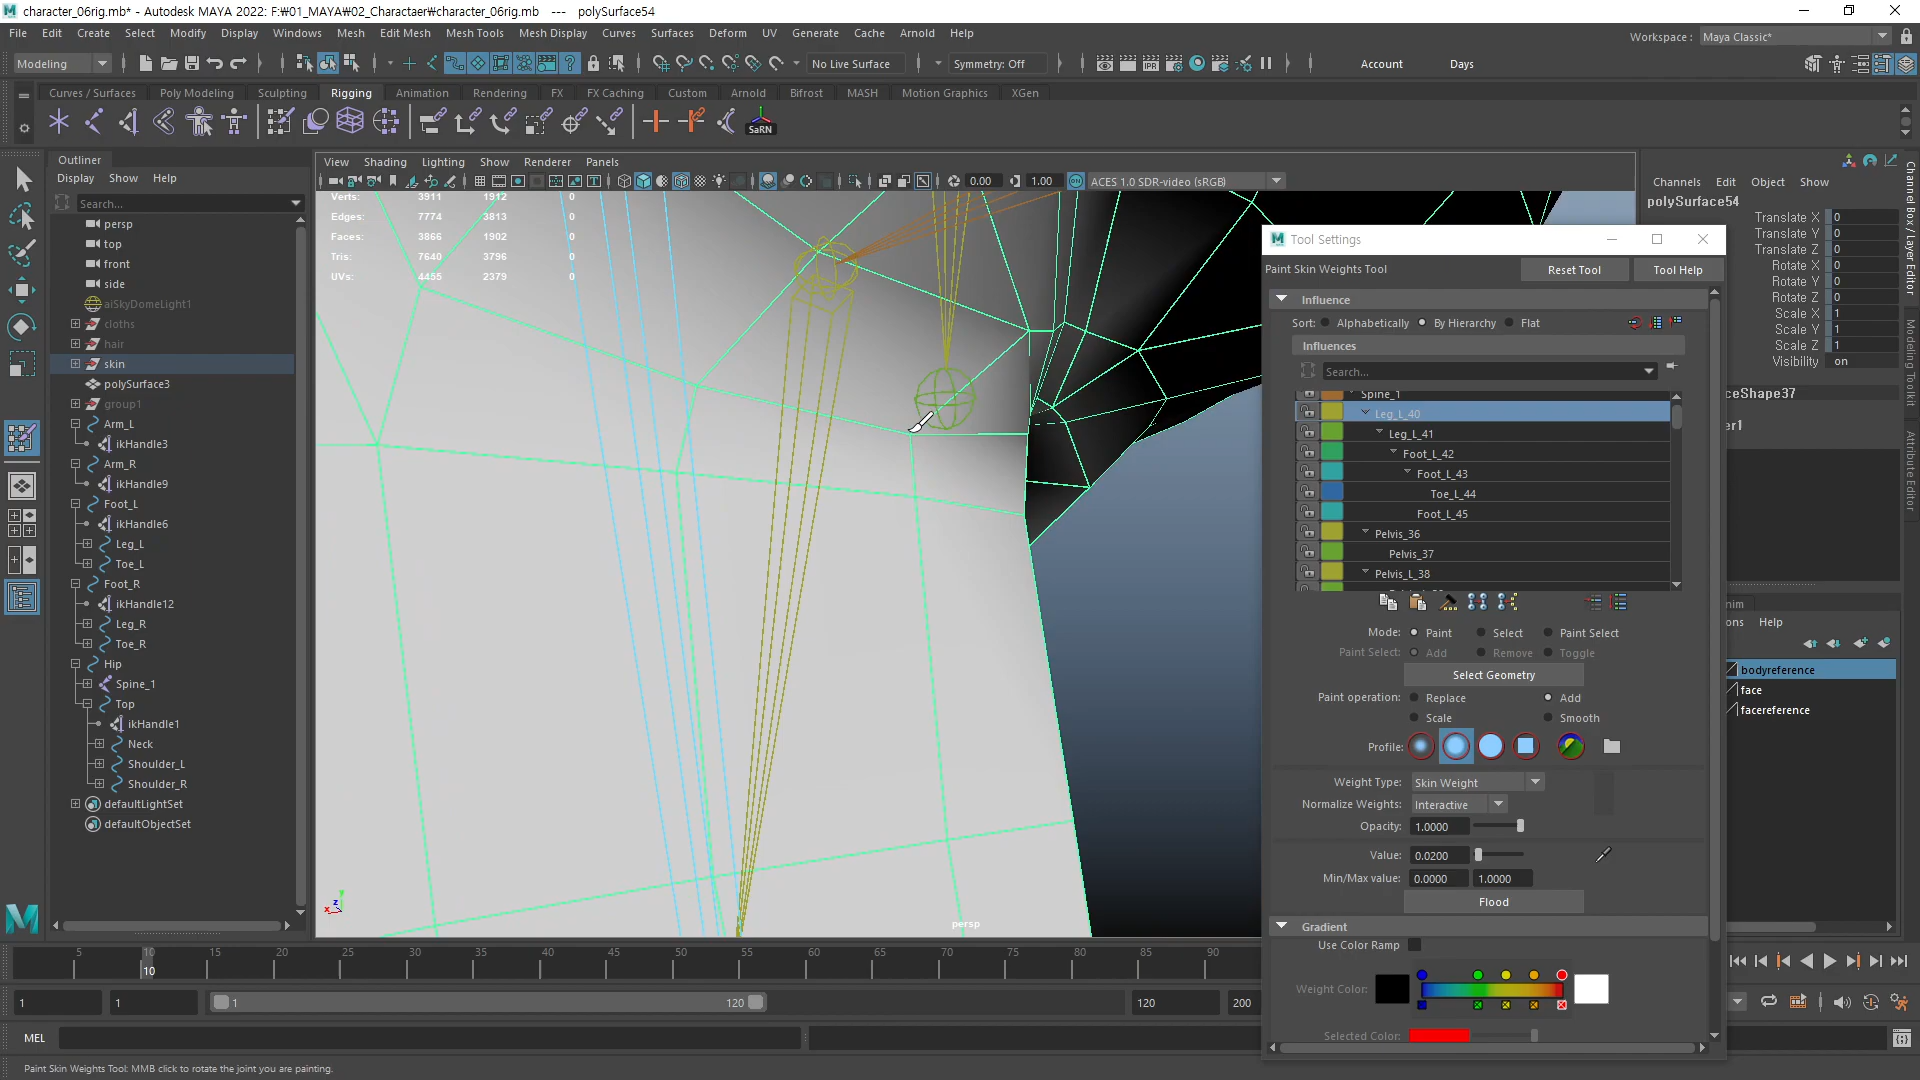 character_06rig.mb* - Autodesk MAYA 2022: F:₩01_MAYA₩02_Charactaer₩character_06rig.mb   ---   polySurface54
File Edit Create Select Modify Display Windows Mesh Edit Mesh Mesh Tools Mesh Display Curves Surfaces Deform UV Generate Cache Arnold Help
Workspace : Maya Classic*
Modeling No Live Surface Symmetry: Off Account Days
Curves / Surfaces Poly Modeling Sculpting Rigging Animation Rendering FX FX Caching Custom Arnold Bifrost MASH Motion Graphics XGen
SaRN
Outliner
Display Show Help
Search...
persp
top
front
side
aiSkyDomeLight1
cloths
hair
skin
polySurface3
group1
Arm_L
ikHandle3
Arm_R
ikHandle9
Foot_L
ikHandle6
Leg_L
Toe_L
Foot_R
ikHandle12
Leg_R
Toe_R
Hip
Spine_1
Top
ikHandle1
Neck
Shoulder_L
Shoulder_R
defaultLightSet
defaultObjectSet
View Shading Lighting Show Renderer Panels
0.00 1.00 ACES 1.0 SDR-video (sRGB)
Verts: 3911 1912 0
Edges: 7774 3813 0
Faces: 3866 1902 0
Tris: 7640 3796 0
UVs: 4455 2379 0
persp
y
z
x
Channels Edit Object Show
polySurface54
Translate X 0
Translate Y 0
Translate Z 0
Rotate X 0
Rotate Y 0
Rotate Z 0
Scale X 1
Scale Y 1
Scale Z 1
Visibility on
ceShape37
er1
nim
ons Help
bodyreference
face
facereference
Channel Box / Layer Editor
Modeling Toolkit
Attribute Editor
Tool Settings
Paint Skin Weights Tool Reset Tool Tool Help
Influence
Sort: Alphabetically By Hierarchy Flat
Influences
Search...
Spine_1
Leg_L_40
Leg_L_41
Foot_L_42
Foot_L_43
Toe_L_44
Foot_L_45
Pelvis_36
Pelvis_37
Pelvis_L_38
Mode: Paint Select Paint Select
Paint Select: Add Remove Toggle
Select Geometry
Paint operation: Replace Add
Scale Smooth
Profile:
Weight Type: Skin Weight
Normalize Weights: Interactive
Opacity: 1.0000
Value: 0.0200
Min/Max value: 0.0000 1.0000
Flood
Gradient
Use Color Ramp
Weight Color:
Selected Color:
5 10 15 20 25 30 35 40 45 50 55 60 65 70 75 80 85 90
10
1 1 1 120 120 200
MEL
Paint Skin Weights Tool: MMB click to rotate the joint you are painting.